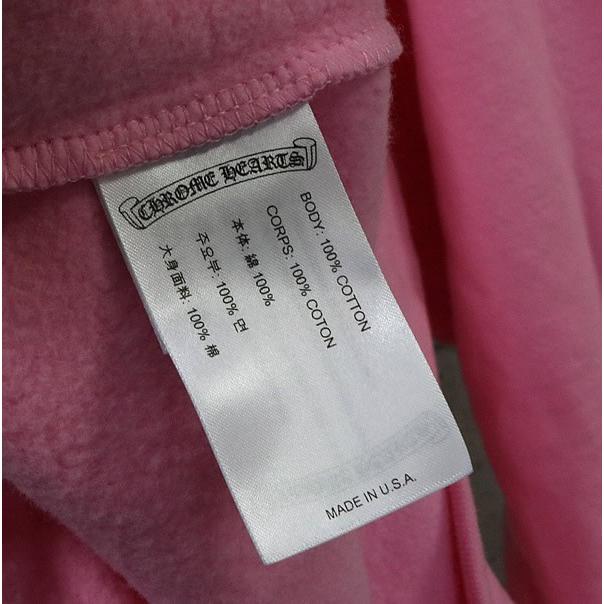 CHROME HEARTS
BODY: 100% COTTON
CORPS: 100% COTON
本体: 綿 100%
주요부: 100% 면
大身面料: 100% 棉
MADE IN U.S.A.